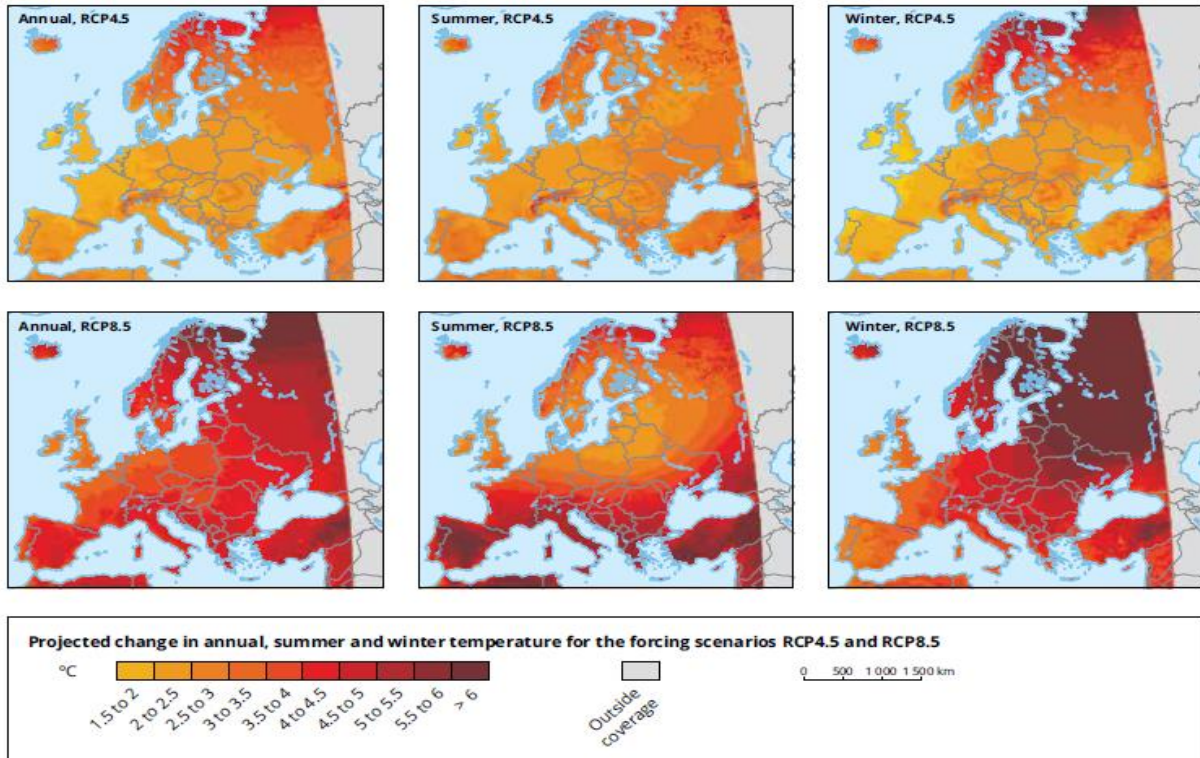 Annual, RCP4.5
Summer, RCP4.5
Winter, RCP4.5
Annual, RCP8.5
Summer, RCP8.5
Winter, RCP8.5
Projected change in annual, summer and winter temperature for the forcing scenarios RCP4.5 and RCP8.5
°C
1.5 to 2
2 to 2.5
2.5 to 3
3 to 3.5
3.5 to 4
4 to 4.5
4.5 to 5
5 to 5.5
5.5 to 6
> 6
Outside
coverage
0 500 1 000 1 500 km